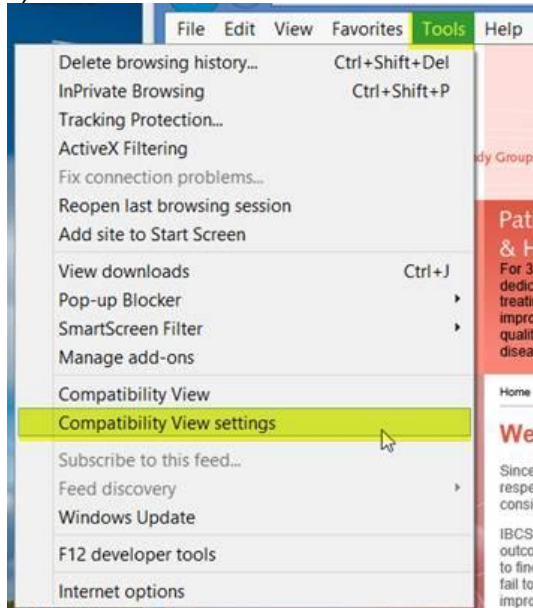 File Edit View Favorites Tools Help
Delete browsing history... Ctrl+Shift+Del
InPrivate Browsing Ctrl+Shift+P
Tracking Protection...
ActiveX Filtering
Fix connection problems...
Reopen last browsing session
Add site to Start Screen
View downloads Ctrl+J
Pop-up Blocker
SmartScreen Filter
Manage add-ons
Compatibility View
Compatibility View settings
Subscribe to this feed...
Feed discovery
Windows Update
F12 developer tools
Internet options
dy Group
Pat
& H
For 3
dedic
treati
impro
qualit
disea
Home
We
Since
respe
consi
IBCS
outco
to fin
fail to
impro